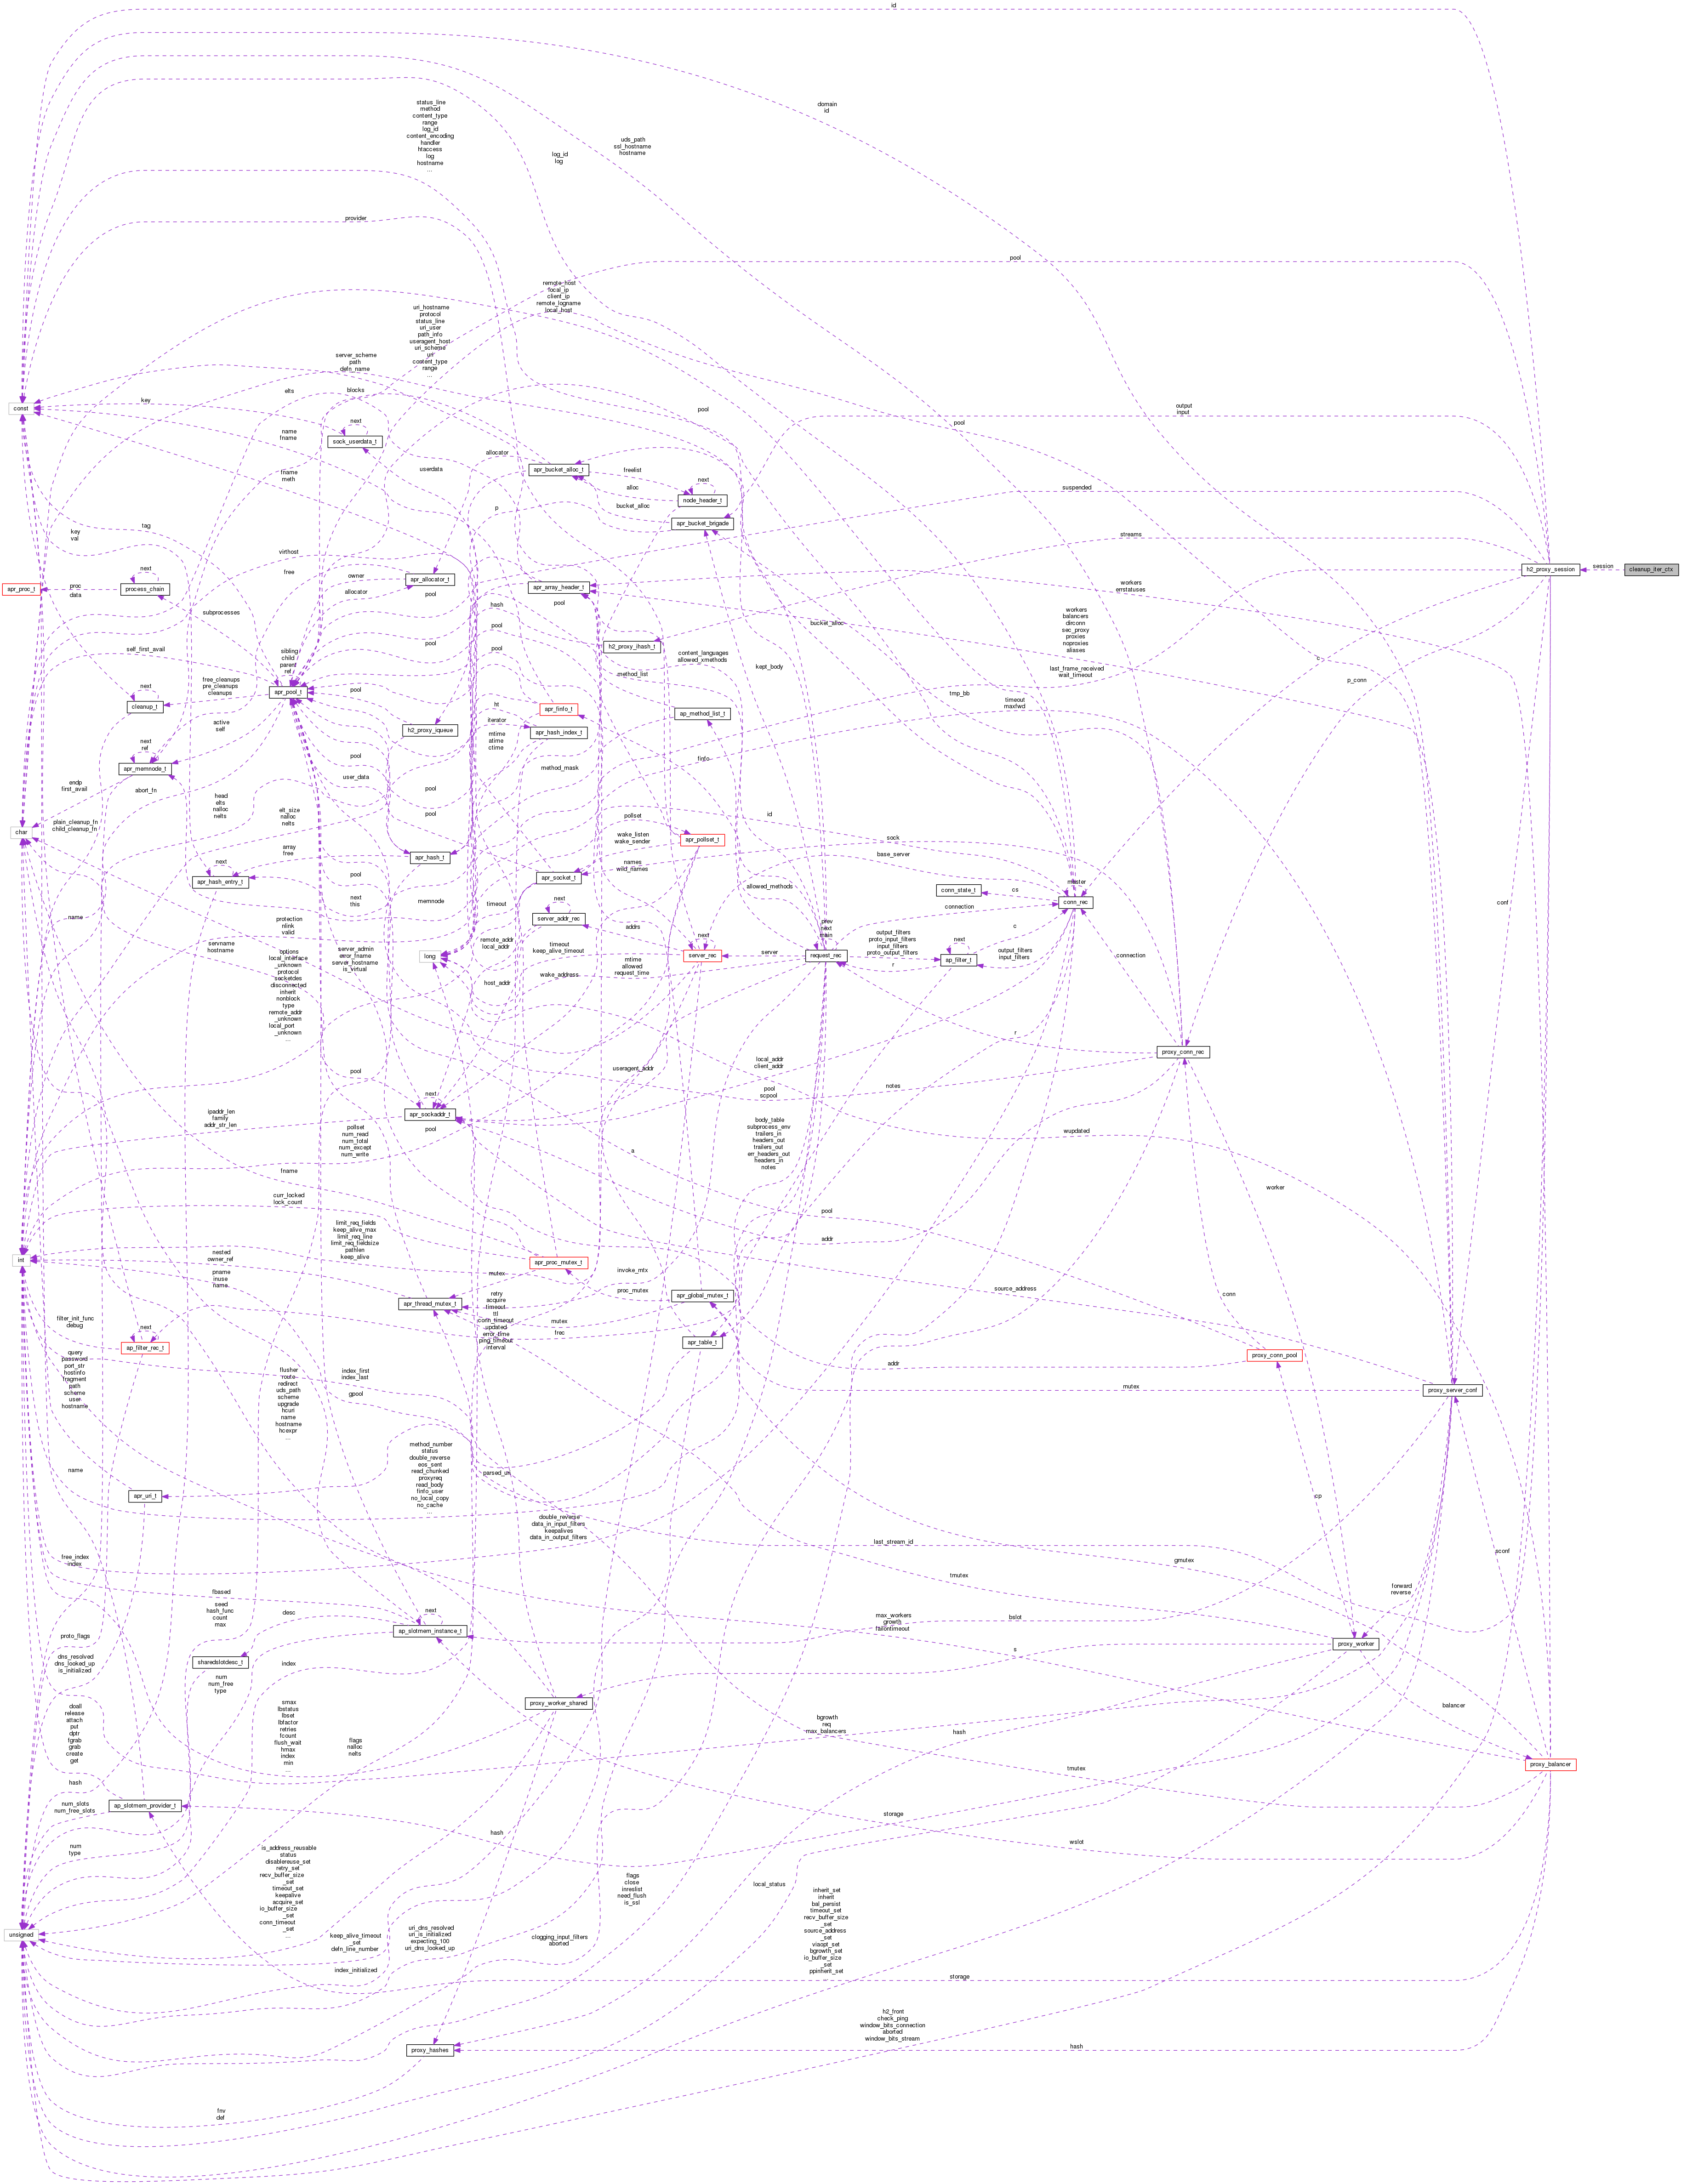 id
domain
id
status_line
method
content_type
range
log_id
content_encoding
handler
htaccess
log
hostname
...
uds_path
ssl_hostname
hostname
log_id
log
provider
pool
remote_host
local_ip
client_ip
remote_logname
local_host
uri_hostname
protocol
status_line
uri_user
path_info
useragent_host
uri_scheme
uri
content_type
range
...
server_scheme
path
defn_name
elts
blocks
pool
output
input
const
key
next
sock_userdata_t
pool
name
fname
userdata
allocator
apr_bucket_alloc_t
freelist
next
node_header_t
alloc
suspended
fname
meth
p
bucket_alloc
apr_bucket_brigade
tag
key
val
virthost
streams
h2_proxy_session
session
cleanup_iter_ctx
apr_proc_t
proc
data
next
process_chain
free
owner
apr_allocator_t
allocator
pool
apr_array_header_t
workers
errstatuses
hash
pool
subprocesses
bucket_alloc
workers
balancers
dirconn
sec_proxy
proxies
noproxies
aliases
pool
pool
h2_proxy_ihash_t
self_first_avail
sibling
child
parent
ref
pool
content_languages
allowed_xmethods
kept_body
c
method_list
last_frame_received
wait_timeout
p_conn
free_cleanups
pre_cleanups
cleanups
apr_pool_t
next
cleanup_t
pool
ht
apr_finfo_t
ap_method_list_t
tmp_bb
timeout
maxfwd
conf
active
self
h2_proxy_iqueue
iterator
apr_hash_index_t
mtime
atime
ctime
next
ref
apr_memnode_t
pool
user_data
method_mask
finfo
endp
first_avail
abort_fn
pool
head
elts
nalloc
nelts
elt_size
nalloc
nelts
pool
pollset
id
char
plain_cleanup_fn
child_cleanup_fn
wake_listen
wake_sender
apr_pollset_t
sock
array
free
apr_hash_t
base_server
next
apr_hash_entry_t
pool
apr_socket_t
names
wild_names
master
conn_state_t
cs
conn_rec
next
this
memnode
timeout
next
server_addr_rec
allowed_methods
connection
name
protection
nlink
valid
addrs
next
prev
next
main
output_filters
proto_input_filters
input_filters
proto_output_filters
next
c
servname
hostname
options
local_interface
_unknown
protocol
socketdes
disconnected
inherit
nonblock
type
remote_addr
_unknown
local_port
_unknown
...
server_admin
error_fname
server_hostname
is_virtual
long
remote_addr
local_addr
timeout
keep_alive_timeout
server_rec
server
request_rec
ap_filter_t
output_filters
input_filters
connection
mtime
allowed
request_time
wake_address
host_addr
r
r
proxy_conn_rec
useragent_addr
local_addr
client_addr
pool
next
pool
scpool
notes
ipaddr_len
family
addr_str_len
apr_sockaddr_t
pollset
num_read
num_total
num_except
num_write
pool
body_table
subprocess_env
trailers_in
headers_out
trailers_out
err_headers_out
headers_in
notes
wupdated
a
fname
worker
curr_locked
lock_count
pool
limit_req_fields
keep_alive_max
limit_req_line
limit_req_fieldsize
pathlen
keep_alive
addr
int
nested
owner_ref
apr_proc_mutex_t
mutex
invoke_mtx
pname
inuse
name
proc_mutex
source_address
retry
acquire
timeout
ttl
conn_timeout
updated
error_time
ping_timeout
interval
apr_thread_mutex_t
apr_global_mutex_t
conn
filter_init_func
debug
next
ap_filter_rec_t
mutex
frec
apr_table_t
proxy_conn_pool
query
password
port_str
hostinfo
fragment
path
scheme
user
hostname
flusher
route
redirect
uds_path
scheme
upgrade
hcuri
name
hostname
hcexpr
...
index_first
index_last
gpool
addr
mutex
proxy_server_conf
name
apr_uri_t
method_number
status
double_reverse
eos_sent
read_chunked
proxyreq
read_body
finfo_user
no_local_copy
no_cache
...
parsed_uri
cp
double_reverse
data_in_input_filters
keepalives
data_in_output_filters
last_stream_id
sconf
free_index
index
gmutex
tmutex
forward
reverse
fbased
seed
hash_func
count
max
desc
next
ap_slotmem_instance_t
max_workers
growth
failontimeout
bslot
proxy_worker
proto_flags
s
dns_resolved
dns_looked_up
is_initialized
sharedslotdesc_t
index
num
num_free
type
proxy_worker_shared
balancer
doall
release
attach
put
dptr
fgrab
grab
create
get
smax
lbstatus
lbset
lbfactor
retries
fcount
flush_wait
hmax
index
min
flags
nalloc
nelts
bgrowth
req
max_balancers
hash
proxy_balancer
hash
tmutex
num_slots
num_free_slots
ap_slotmem_provider_t
storage
hash
wslot
num
type
is_address_reusable
status
disablereuse_set
retry_set
recv_buffer_size
_set
timeout_set
keepalive
acquire_set
io_buffer_size
_set
conn_timeout
_set
...
flags
close
inreslist
need_flush
is_ssl
local_status
inherit_set
inherit
bal_persist
timeout_set
recv_buffer_size
_set
source_address
_set
viaopt_set
bgrowth_set
io_buffer_size
_set
ppinherit_set
unsigned
keep_alive_timeout
_set
defn_line_number
uri_dns_resolved
uri_is_initialized
expecting_100
uri_dns_looked_up
clogging_input_filters
aborted
index_initialized
storage
h2_front
check_ping
window_bits_connection
aborted
window_bits_stream
proxy_hashes
hash
fnv
def